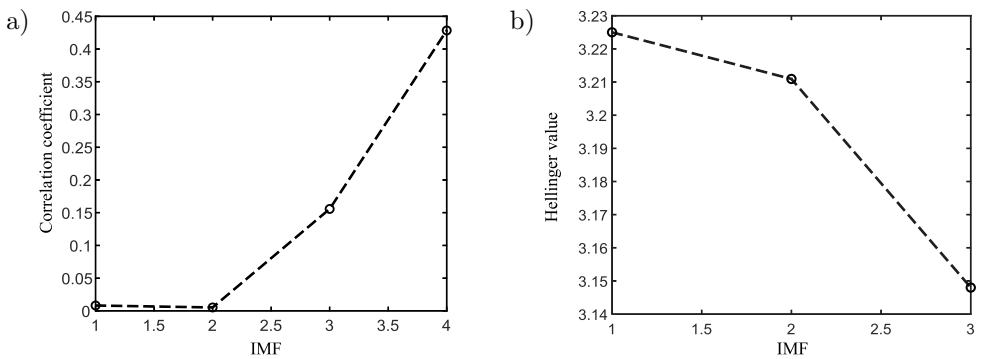 a)
Correlation coefficient
0.45
0.4
0.35
0.3
0.25
0.2
0.15
0.1
0.05
0
1 1.5 2 2.5 3 3.5 4
IMF
b)
Hellinger value
3.23
3.22
3.21
3.2
3.19
3.18
3.17
3.16
3.15
3.14
1 1.5 2 2.5 3
IMF